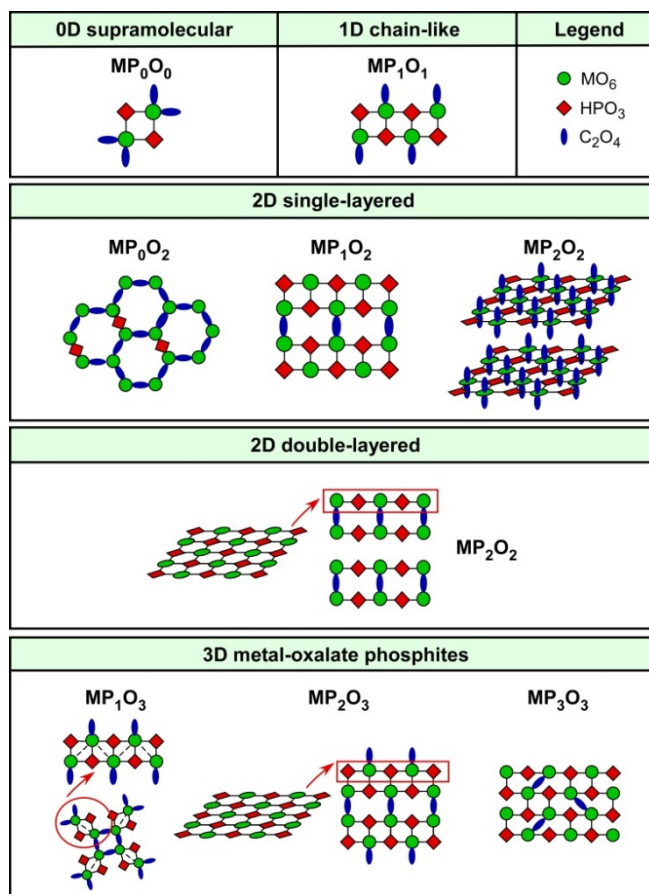 0D supramolecular
1D chain-like
Legend
MP₀O₀
MP₁O₁
MO₆
HPO₃
C₂O₄
2D single-layered
MP₀O₂
MP₁O₂
MP₂O₂
2D double-layered
MP₂O₂
3D metal-oxalate phosphites
MP₁O₃
MP₂O₃
MP₃O₃